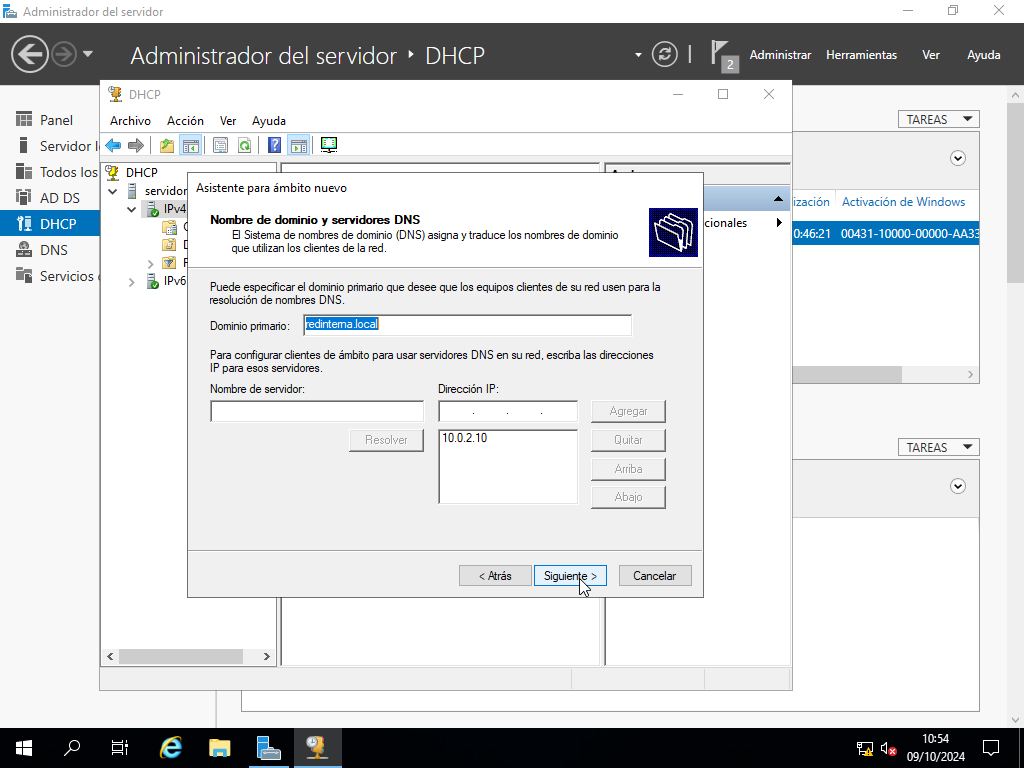 Administrador del servidor
Administrador del servidor ‣ DHCP
2
Administrar
Herramientas
Ver
Ayuda
Panel
Servidor l
Todos los
AD DS
DHCP
DNS
Servicios
TAREAS
ización
Activación de Windows
0:46:21
00431-10000-00000-AA33
TAREAS
DHCP
Archivo
Acción
Ver
Ayuda
DHCP
servidor
IPv4
IPv6
cionales
Asistente para ámbito nuevo
Nombre de dominio y servidores DNS
El Sistema de nombres de dominio (DNS) asigna y traduce los nombres de dominio
que utilizan los clientes de la red.
Puede especificar el dominio primario que desee que los equipos clientes de su red usen para la
resolución de nombres DNS.
Dominio primario:
redinterna.local
Para configurar clientes de ámbito para usar servidores DNS en su red, escriba las direcciones
IP para esos servidores.
Nombre de servidor:
Dirección IP:
. . .
Agregar
Resolver
10.0.2.10
Quitar
Arriba
Abajo
< Atrás
Siguiente >
Cancelar
10:54
09/10/2024